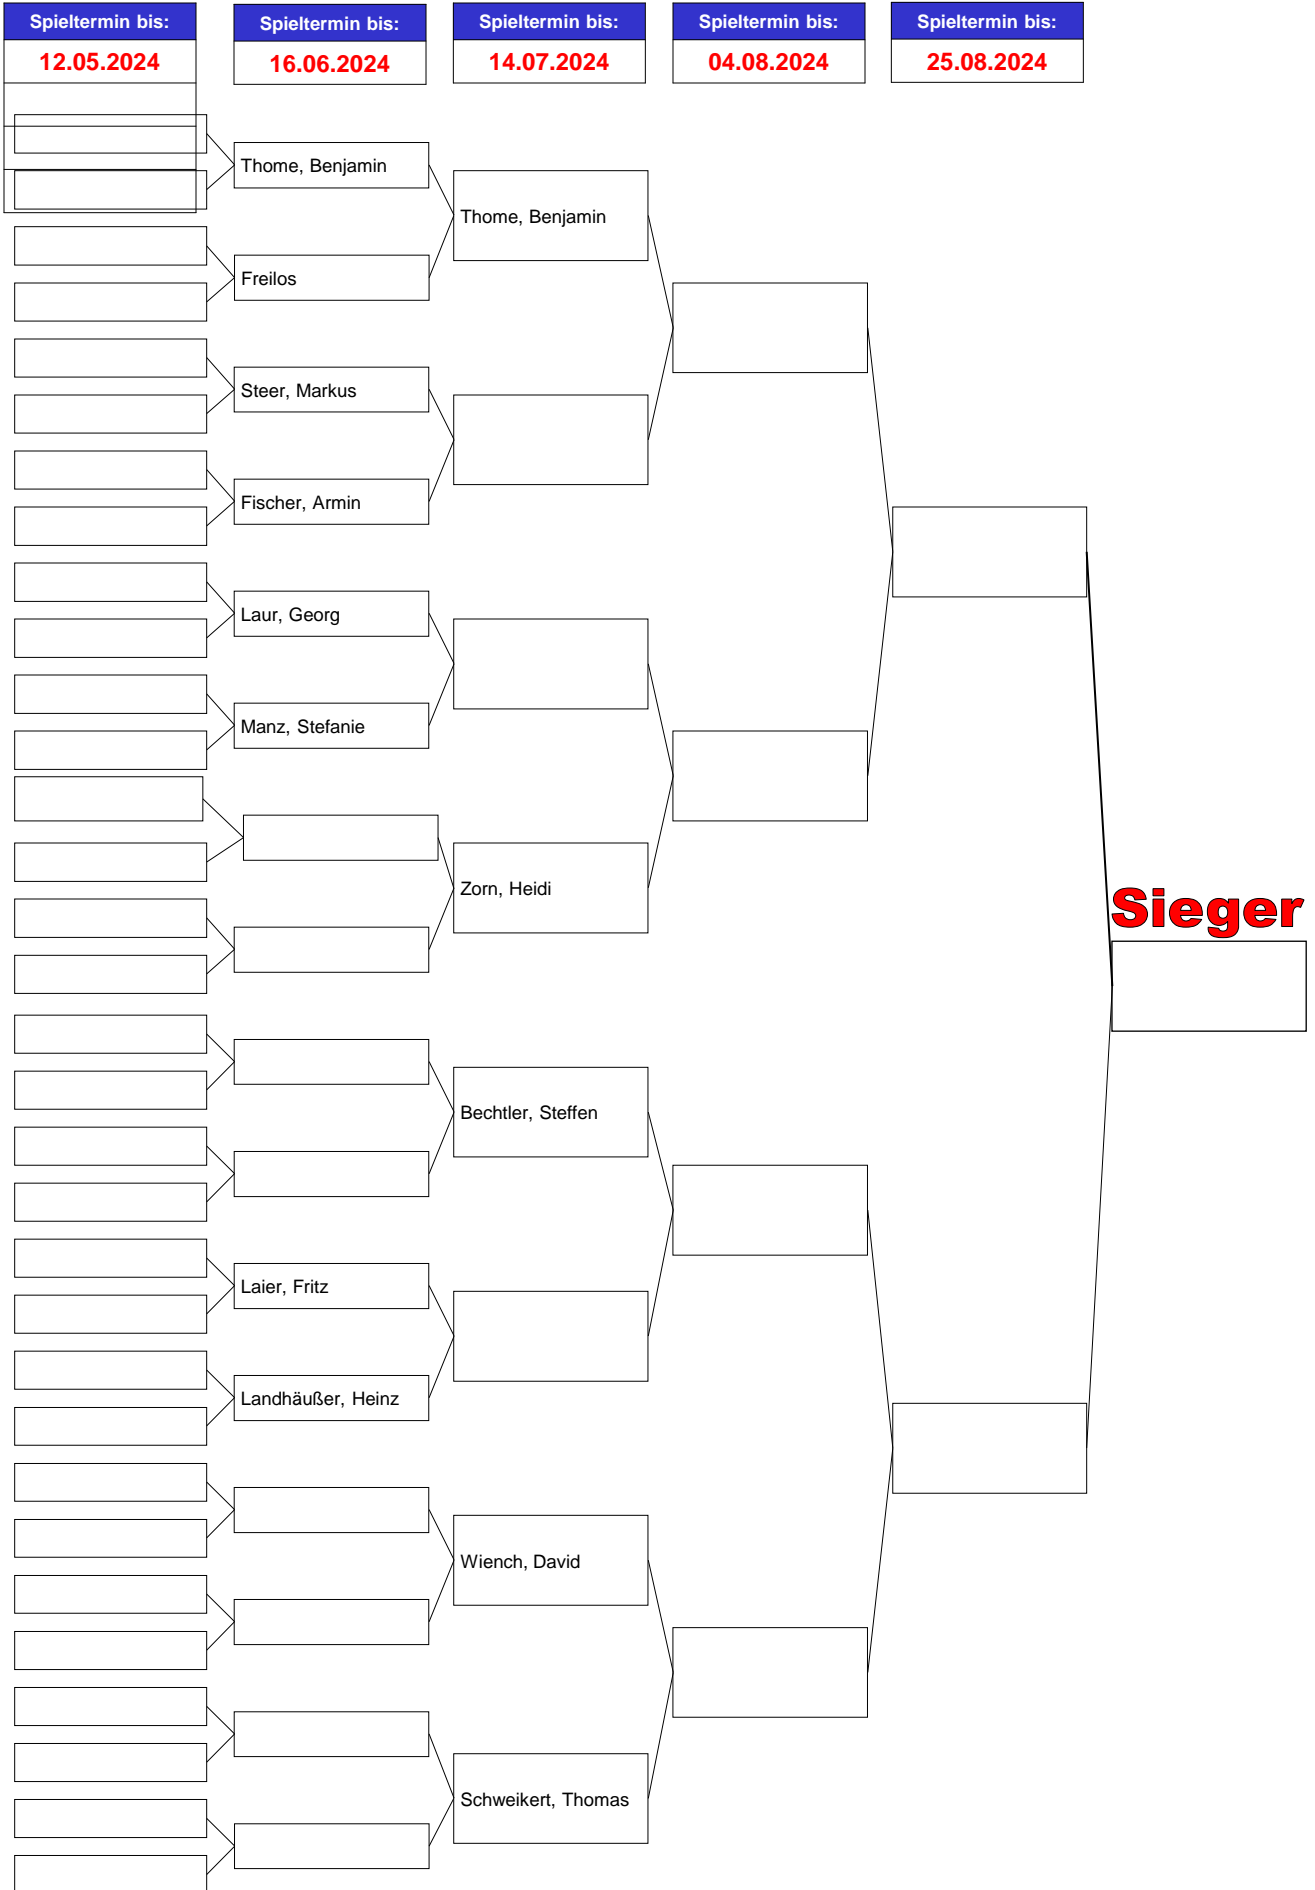 Spieltermin bis:
Spieltermin bis:
Spieltermin bis:
Spieltermin bis:
Spieltermin bis:
12.05.2024
16.06.2024
14.07.2024
04.08.2024
25.08.2024
Thome, Benjamin
Thome, Benjamin
Freilos
Steer, Markus
Fischer, Armin
Laur, Georg
Manz, Stefanie
Zorn, Heidi
Sieger
Bechtler, Steffen
Laier, Fritz
Landhäußer, Heinz
Wiench, David
Schweikert, Thomas